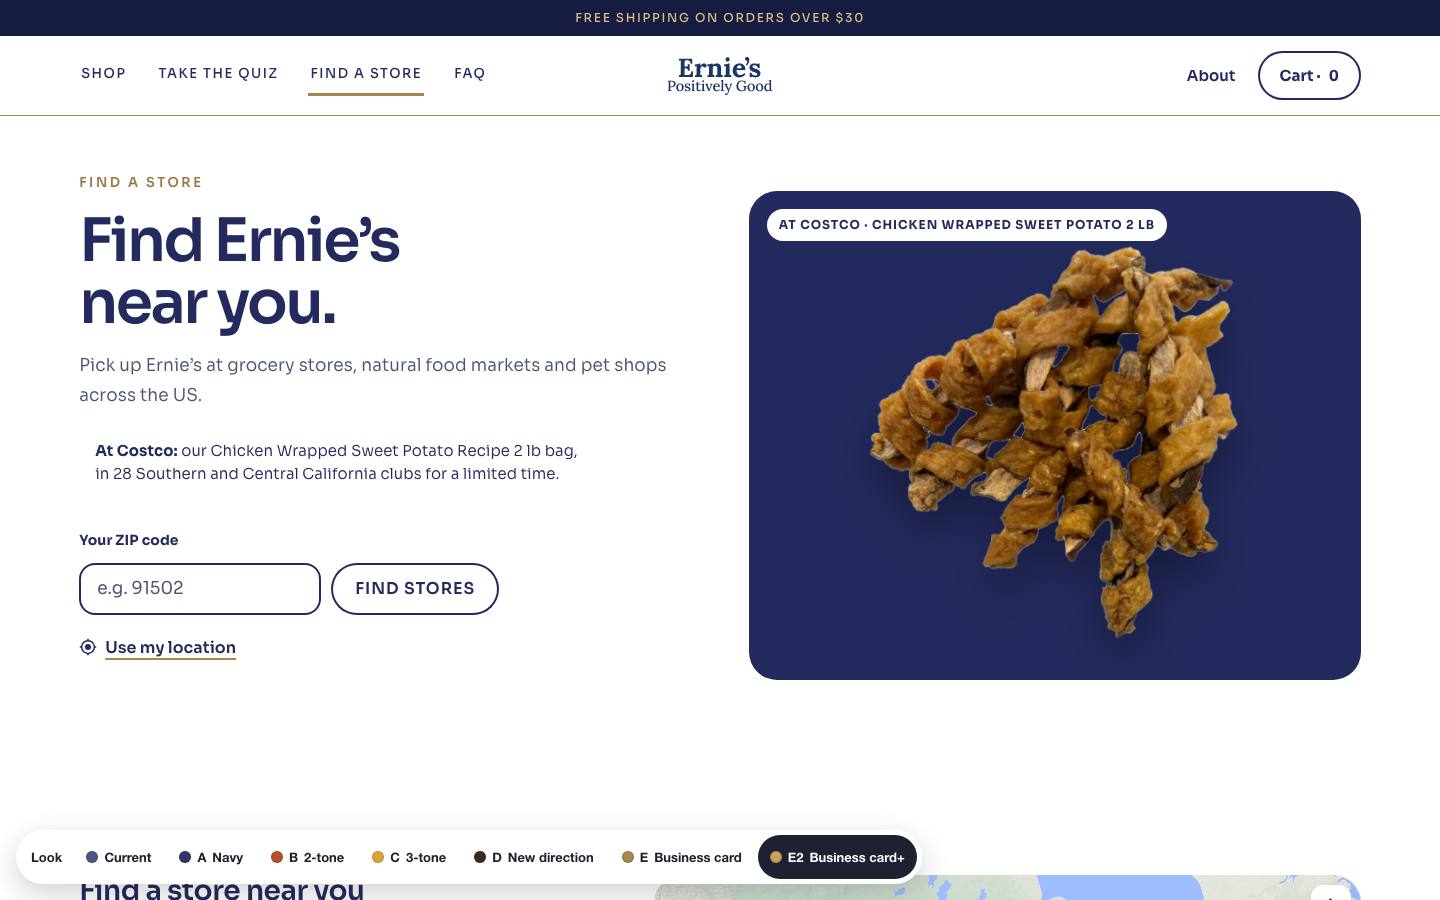 FREE SHIPPING ON ORDERS OVER $30
SHOP TAKE THE QUIZ FIND A STORE FAQ
Ernie’s
Positively Good
About Cart · 0
FIND A STORE
Find Ernie’s
near you.
Pick up Ernie’s at grocery stores, natural food markets and pet shops
across the US.
At Costco: our Chicken Wrapped Sweet Potato Recipe 2 lb bag,
in 28 Southern and Central California clubs for a limited time.
Your ZIP code
e.g. 91502 FIND STORES
Use my location
AT COSTCO · CHICKEN WRAPPED SWEET POTATO 2 LB
Look Current A Navy B 2-tone C 3-tone D New direction E Business card E2 Business card+
Find a store near you